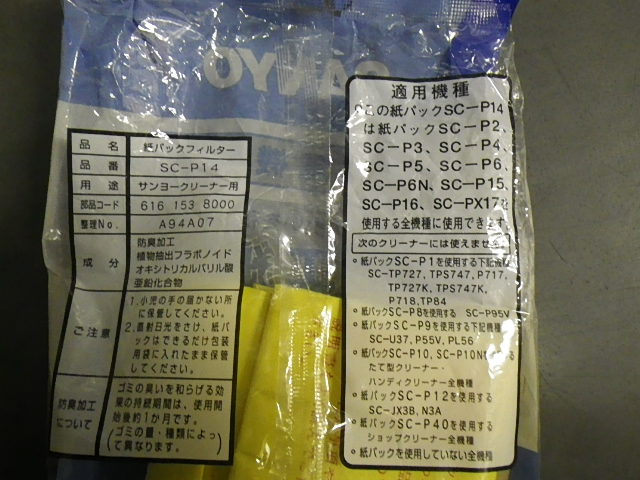 SANYO
品名 紙パックフィルター
品番 SC-P14
用途 サンヨークリーナー用
部品コード 616 153 8000
整理No. A94A07
成分
防臭加工
植物抽出フラボノイド
オキシトリカルバリル酸
亜鉛化合物
ご注意
1.小児の手の届かない所
に保管してください。
2.直射日光をさけ、紙パ
ックはできるだけ包装
用袋に入れたまま保管
してください。
防臭加工
について
ゴミの臭いを和らげる効
果の持続期間は、使用開
始後約1か月です。
(ゴミの量・種類によっ
て異なります。)
適用機種
この紙パックSC-P14
は紙パックSC-P2、
SC-P3、SC-P4、
SC-P5、SC-P6、
SC-P6N、SC-P15、
SC-P16、SC-PX17を
使用する全機種に使用できます。
次のクリーナーには使えません
紙パックSC-P1を使用する下記機種
SC-TP727, TPS747, P717,
TP727K, TPS747K,
P718, TP84
紙パックSC-P8を使用する SC-P95V
紙パックSC-P9を使用する下記機種
SC-U37, P55V, PL56
紙パックSC-P10, SC-P10Nを する
たて型クリーナー・
ハンディクリーナー全機種
紙パックSC-P12を使用する
SC-JX3B, N3A
紙パックSC-P40を使用する
ショップクリーナー全機種
紙パックを使用していない全機種